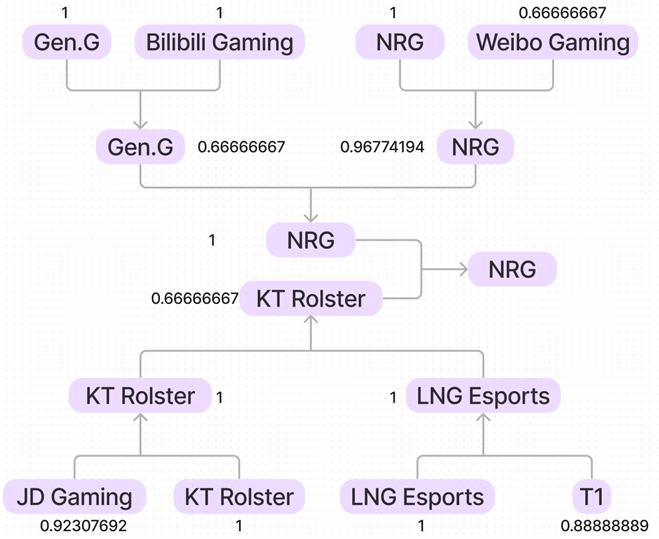 1 1 1 0.66666667
Gen.G Bilibili Gaming NRG Weibo Gaming
Gen.G 0.66666667 0.96774194 NRG
1 NRG
NRG
0.66666667 KT Rolster
KT Rolster 1 1 LNG Esports
JD Gaming KT Rolster LNG Esports T1
0.92307692 1 1 0.88888889